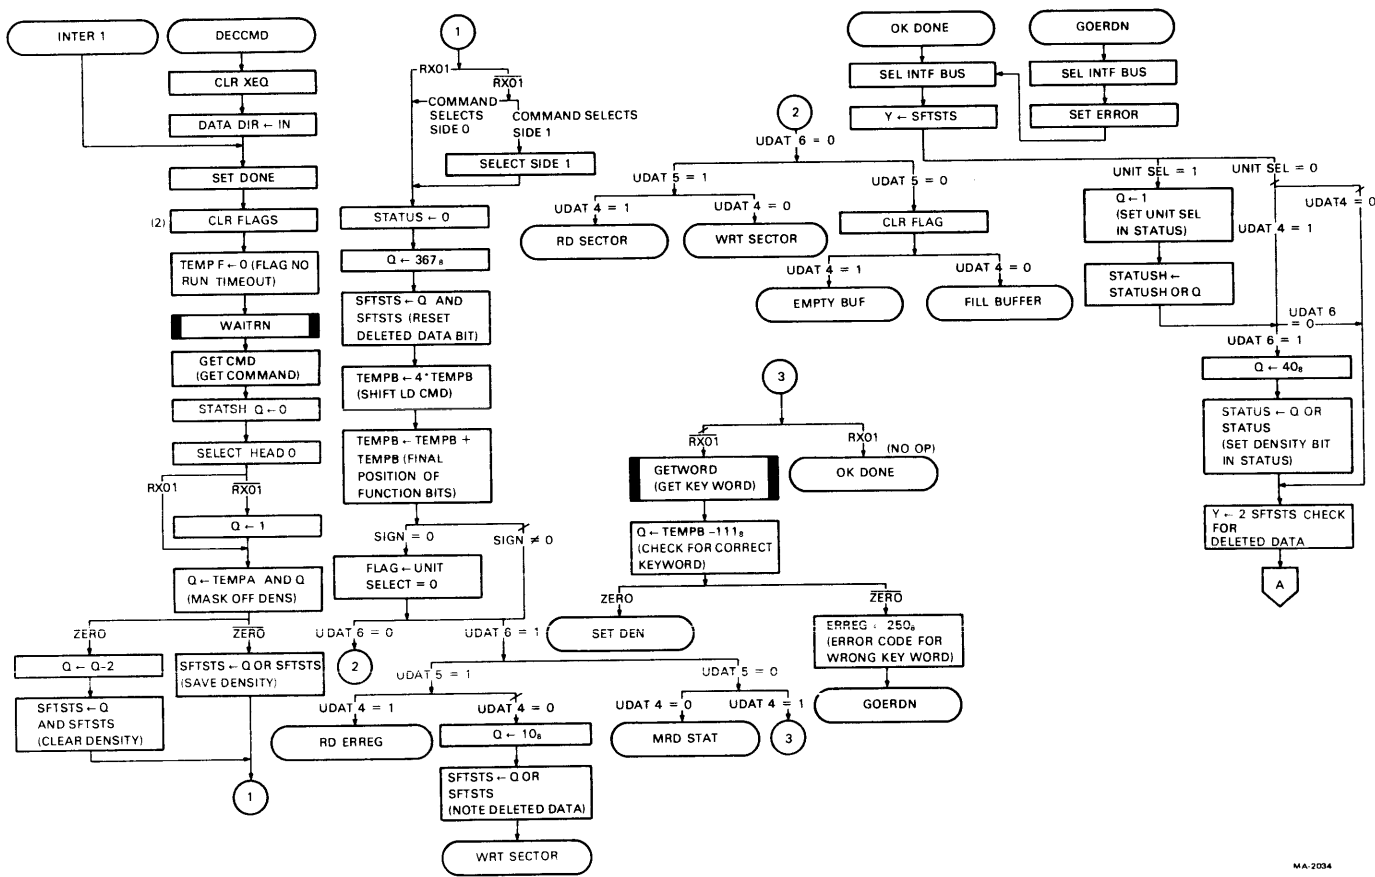 INTER 1
DECCMD
CLR XEQ
DATA DIR ← IN
SET DONE
(2)
CLR FLAGS
TEMP F ← 0 (FLAG NO
RUN TIMEOUT)
WAITRN
GET CMD
(GET COMMAND)
STATSH Q ← 0
SELECT HEAD 0
RX01
R̅X̅0̅1̅
Q ← 1
Q ← TEMPA AND Q
(MASK OFF DENS)
ZERO
Z̅E̅R̅O̅
Q ← Q-2
SFTSTS ← Q
AND SFTSTS
(CLEAR DENSITY)
SFTSTS ← Q OR SFTSTS
(SAVE DENSITY)
1
1
RX01
R̅X̅0̅1̅
COMMAND
SELECTS
SIDE 0
COMMAND SELECTS
SIDE 1
SELECT SIDE 1
STATUS ← 0
Q ← 367₈
SFTSTS ← Q AND
SFTSTS (RESET
DELETED DATA BIT)
TEMPB ← 4*TEMPB
(SHIFT LD CMD)
TEMPB ← TEMPB +
TEMPB (FINAL
POSITION OF
FUNCTION BITS)
SIGN = 0
SIGN ≠ 0
FLAG ← UNIT
SELECT = 0
UDAT 6 = 0
UDAT 6 = 1
2
UDAT 5 = 1
UDAT 5 = 0
UDAT 4 = 1
UDAT 4 = 0
RD ERREG
Q ← 10₈
SFTSTS ← Q OR
SFTSTS
(NOTE DELETED DATA)
WRT SECTOR
UDAT 4 = 0
UDAT 4 = 1
MRD STAT
3
2
UDAT 6 = 0
UDAT 5 = 1
UDAT 5 = 0
UDAT 4 = 1
UDAT 4 = 0
RD SECTOR
WRT SECTOR
CLR FLAG
UDAT 4 = 1
UDAT 4 = 0
EMPTY BUF
FILL BUFFER
3
R̅X̅0̅1̅
RX01
(NO OP)
GETWORD
(GET KEY WORD)
OK DONE
Q ← TEMPB -111₈
(CHECK FOR CORRECT
KEYWORD)
ZERO
Z̅E̅R̅O̅
SET DEN
ERREG ← 250₈
(ERROR CODE FOR
WRONG KEY WORD)
GOERDN
OK DONE
GOERDN
SEL INTF BUS
SEL INTF BUS
Y ← SFTSTS
SET ERROR
UNIT SEL = 1
UNIT SEL = 0
Q ← 1
(SET UNIT SEL
IN STATUS)
UDAT4 = 0
UDAT 4 = 1
STATUSH ←
STATUSH OR Q
UDAT 6
= 0
UDAT 6 = 1
Q ← 40₈
STATUS ← Q OR
STATUS
(SET DENSITY BIT
IN STATUS)
Y ← 2 SFTSTS CHECK
FOR
DELETED DATA
A
MA-2034